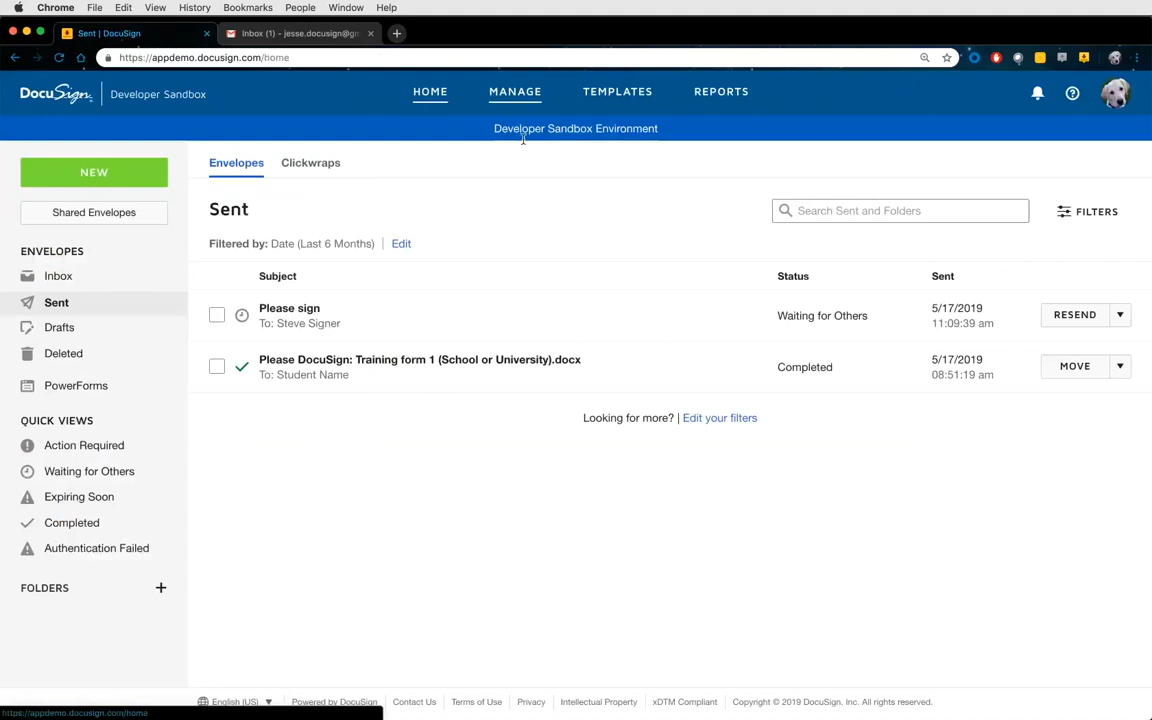 Chrome File Edit View History Bookmarks People Window Help
Sent | DocuSign
Inbox (1) - jesse.docusign@gm
https://appdemo.docusign.com/home
DocuSign Developer Sandbox
HOME MANAGE TEMPLATES REPORTS
Developer Sandbox Environment
NEW
Shared Envelopes
ENVELOPES
Inbox
Sent
Drafts
Deleted
PowerForms
QUICK VIEWS
Action Required
Waiting for Others
Expiring Soon
Completed
Authentication Failed
FOLDERS
Envelopes Clickwraps
Sent
Search Sent and Folders
FILTERS
Filtered by: Date (Last 6 Months) | Edit
Subject Status Sent
Please sign
To: Steve Signer
Waiting for Others
5/17/2019
11:09:39 am
RESEND
Please DocuSign: Training form 1 (School or University).docx
To: Student Name
Completed
5/17/2019
08:51:19 am
MOVE
Looking for more? | Edit your filters
English (US) Powered by DocuSign Contact Us Terms of Use Privacy Intellectual Property xDTM Compliant Copyright © 2019 DocuSign, Inc. All rights reserved.
https://appdemo.docusign.com/home